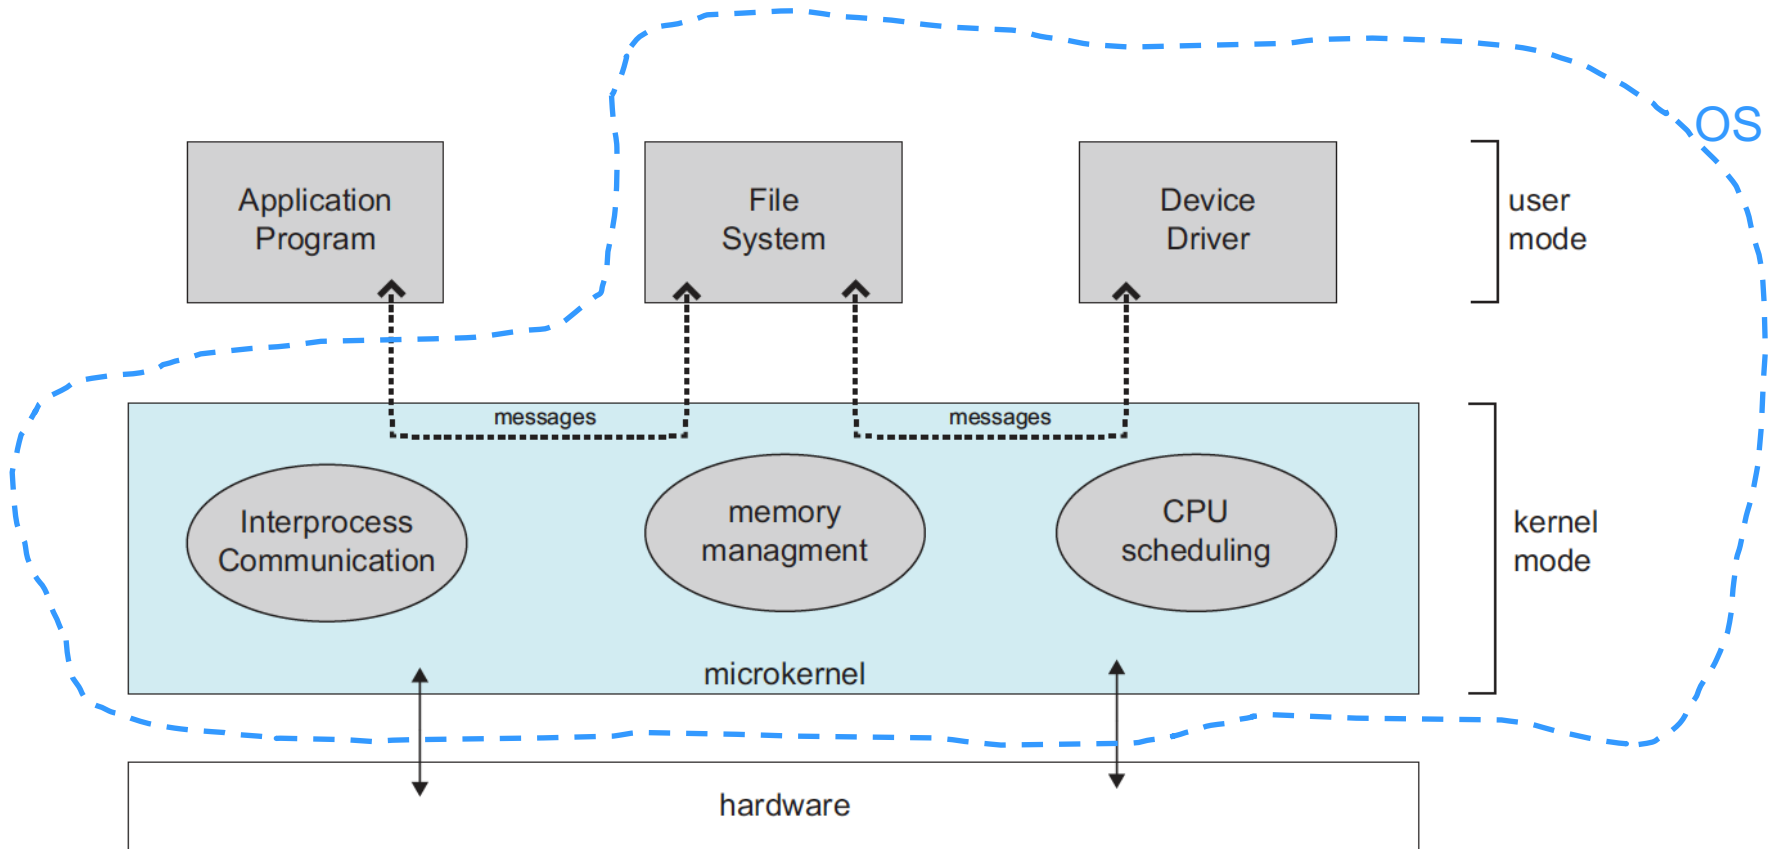 OS
Application
Program
File
System
Device
Driver
user
mode
messages
messages
Interprocess
Communication
memory
managment
CPU
scheduling
kernel
mode
microkernel
hardware